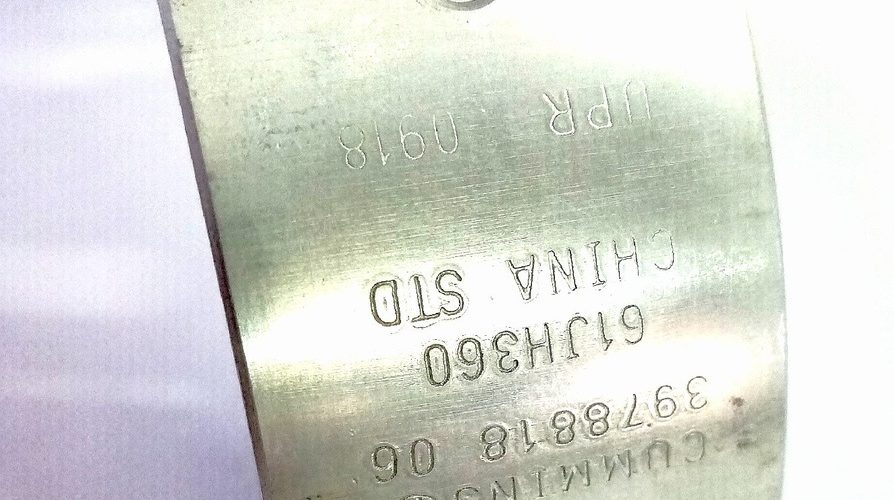 CUMMINS
3978818 06
61JH360
CHINA STD
UPR 0918